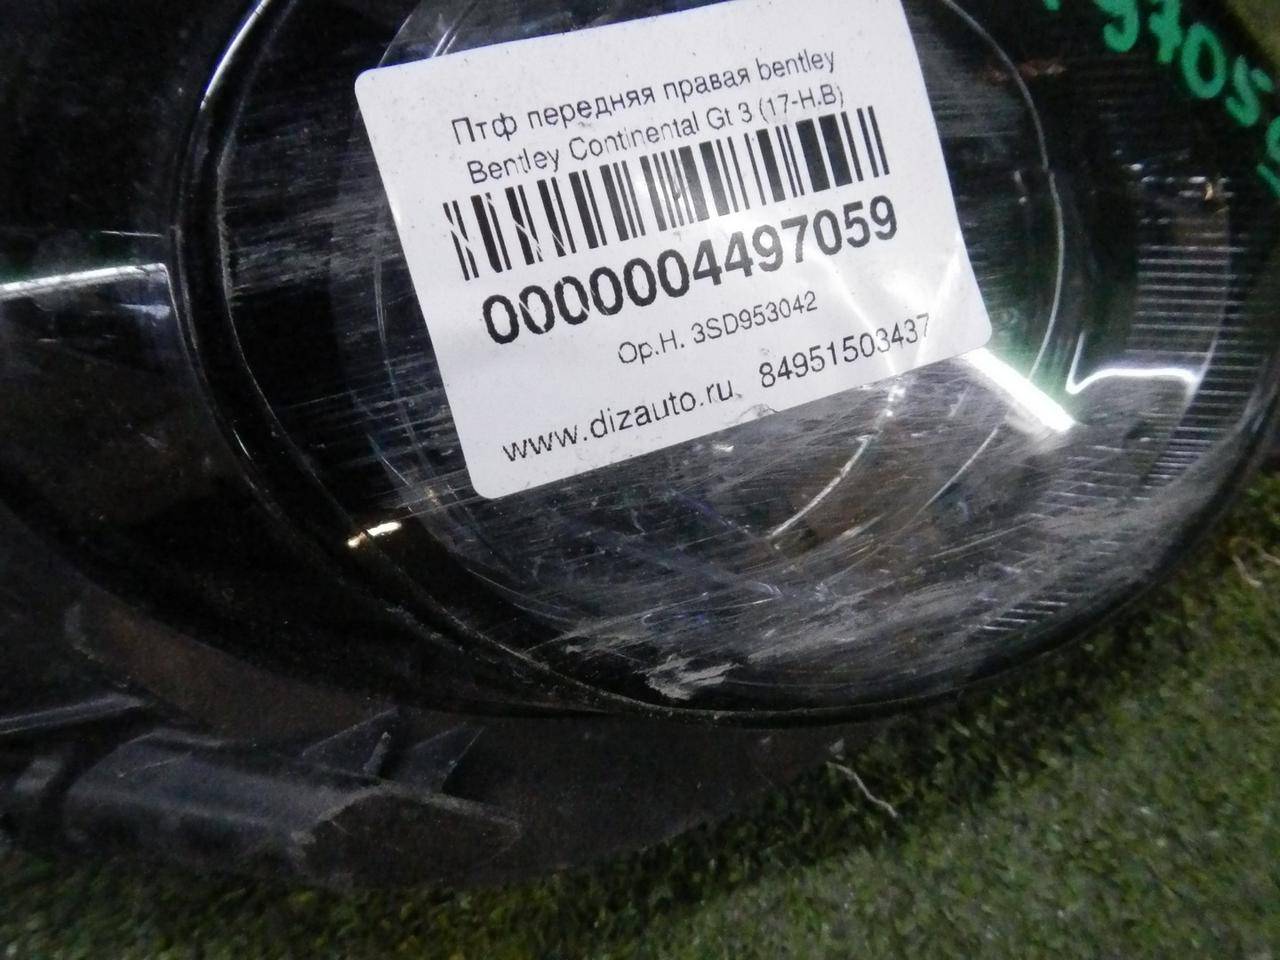 Птф передняя правая bentley
Bentley Continental Gt 3 (17-Н.В)
0000004497059
Ор.Н. 3SD953042
www.dizauto.ru. 84951503437